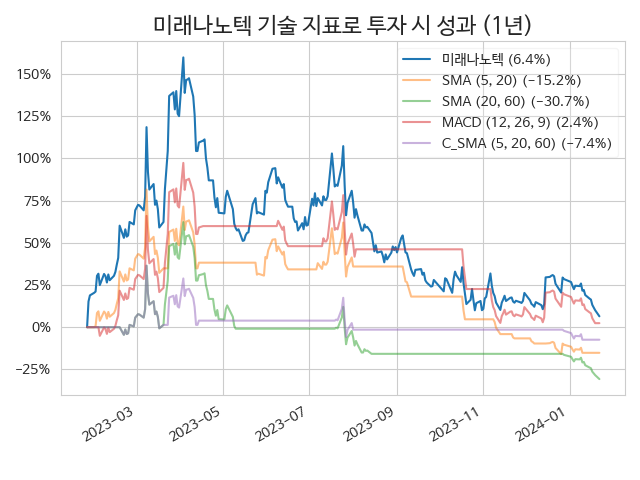 미래나노텍 기술 지표로 투자 시 성과 (1년)
미래나노텍 (6.4%)
SMA (5, 20) (−15.2%)
SMA (20, 60) (−30.7%)
MACD (12, 26, 9) (2.4%)
C_SMA (5, 20, 60) (−7.4%)
150%
125%
100%
75%
50%
25%
0%
−25%
2023−03
2023−05
2023−07
2023−09
2023−11
2024−01